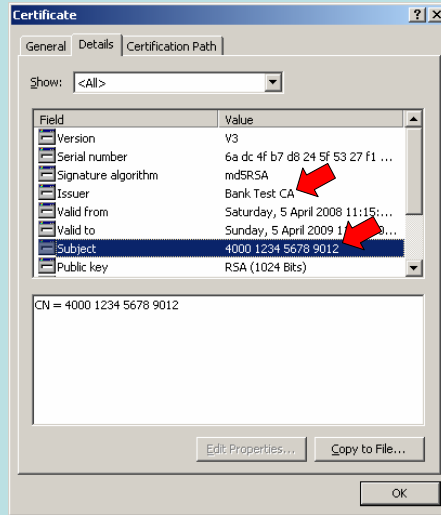 Certificate
General Details Certification Path
Show: <All>
Field Value
Version V3
Serial number 6a dc 4f b7 d8 24 5f 53 27 f1 ...
Signature algorithm md5RSA
Issuer Bank Test CA
Valid from Saturday, 5 April 2008 11:15:...
Valid to Sunday, 5 April 2009
Subject 4000 1234 5678 9012
Public key RSA (1024 Bits)
CN = 4000 1234 5678 9012
Edit Properties... Copy to File...
OK